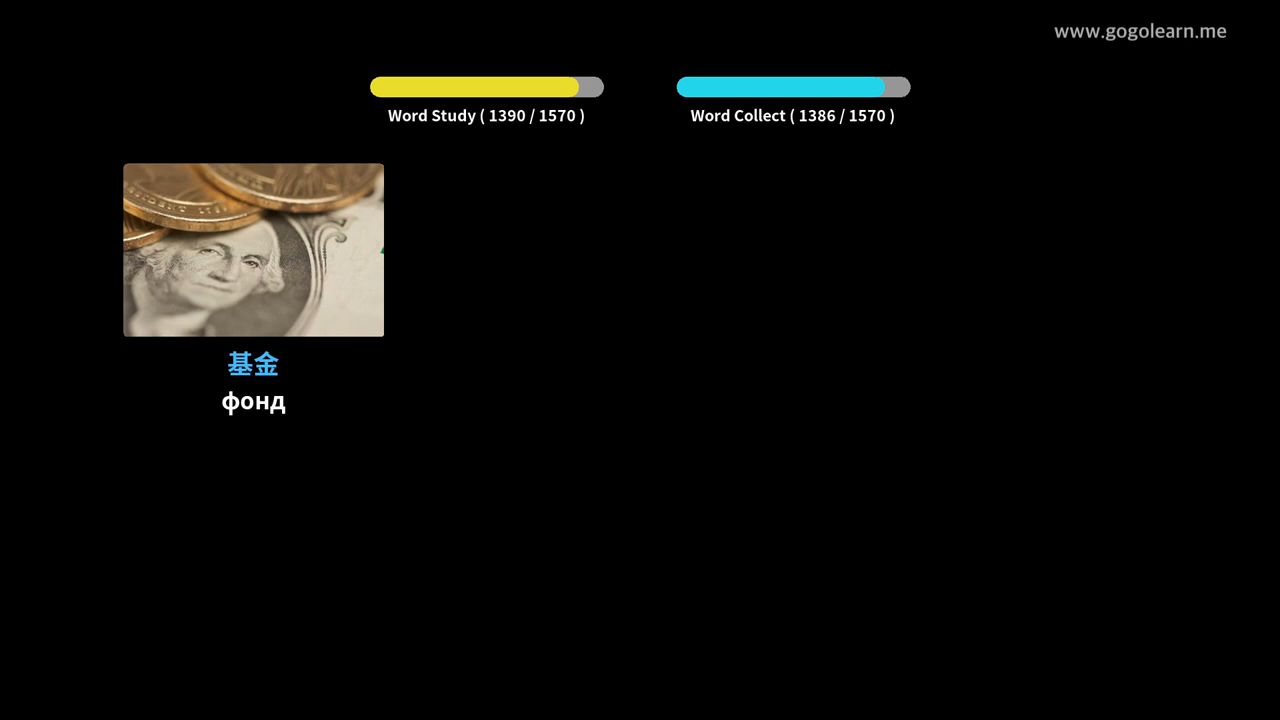 www.gogolearn.me
Word Study ( 1390 / 1570 )
Word Collect ( 1386 / 1570 )
基金
фонд